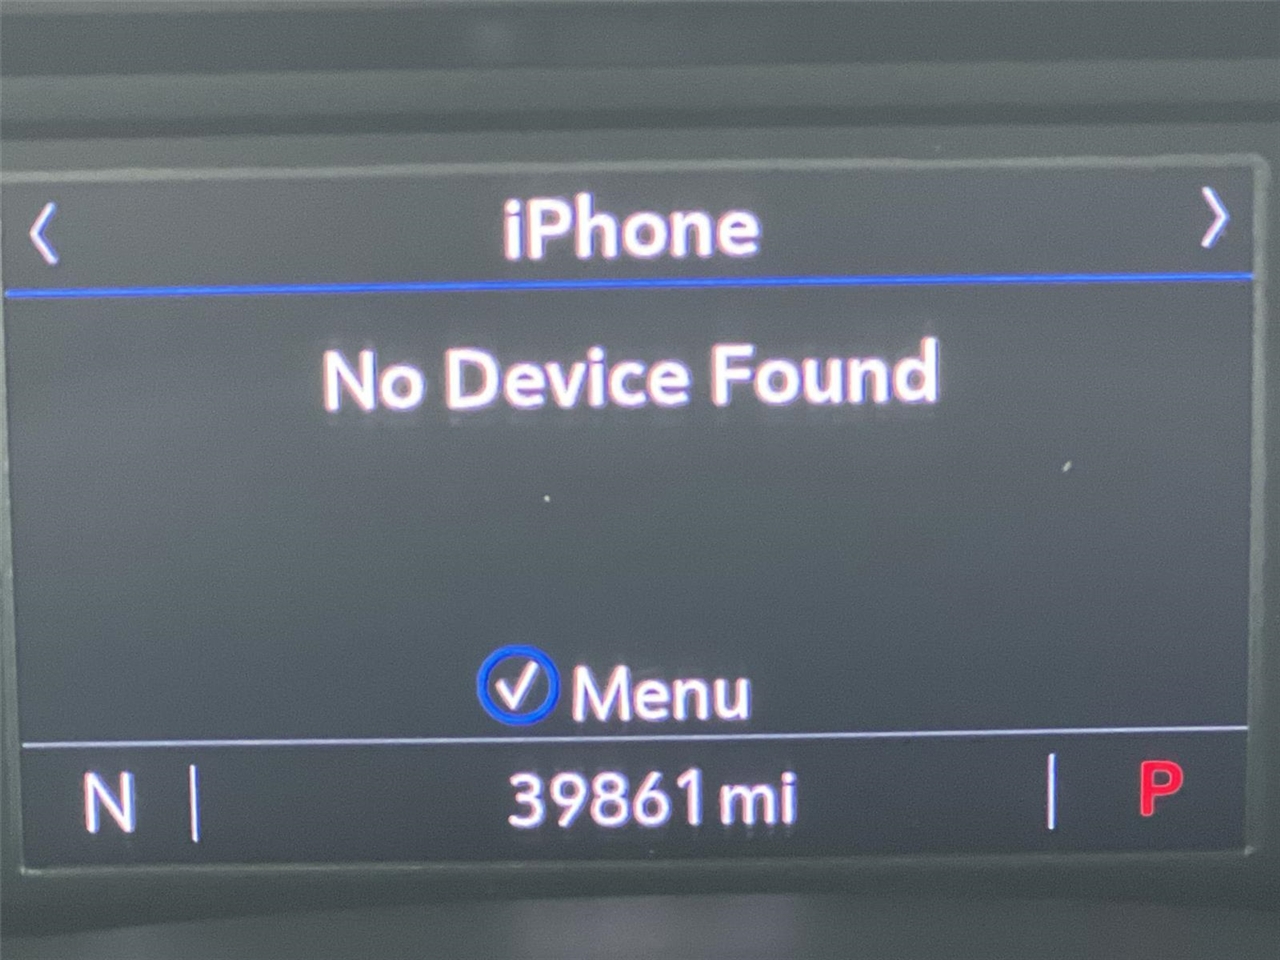 iPhone
No Device Found
Menu
N 39861 mi P